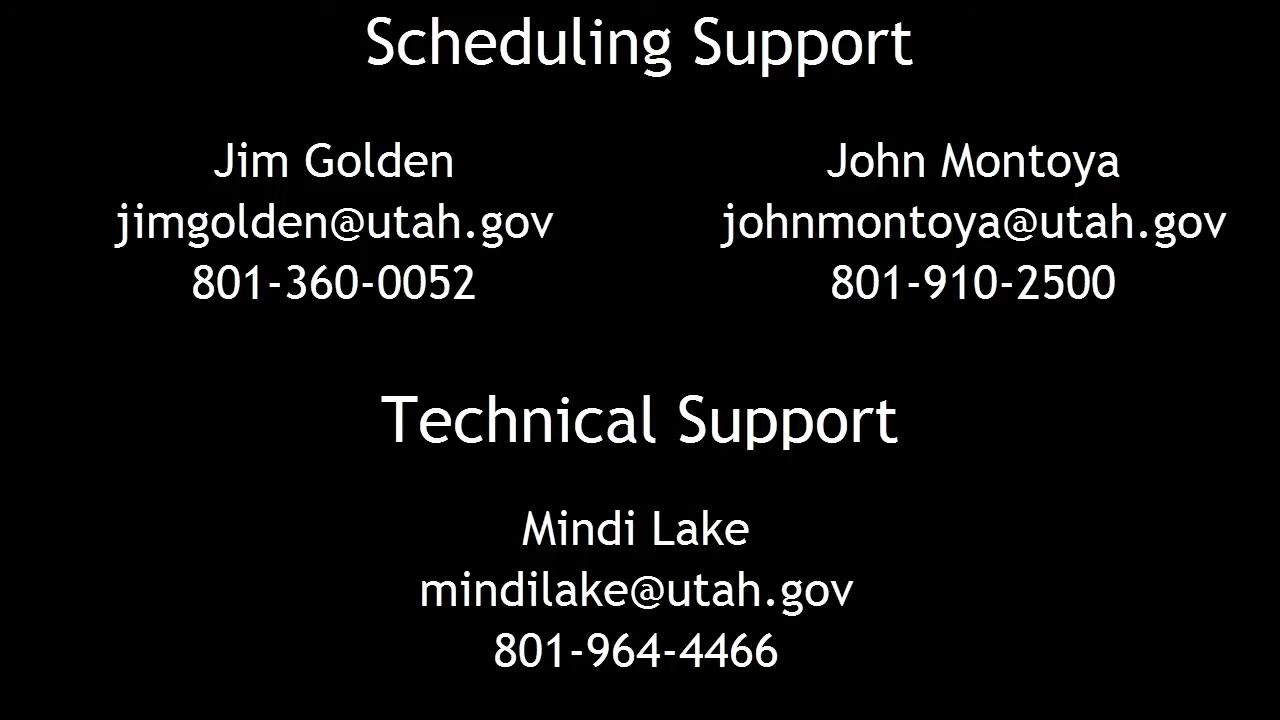 Scheduling Support
Jim Golden
jimgolden@utah.gov
801-360-0052
John Montoya
johnmontoya@utah.gov
801-910-2500
Technical Support
Mindi Lake
mindilake@utah.gov
801-964-4466